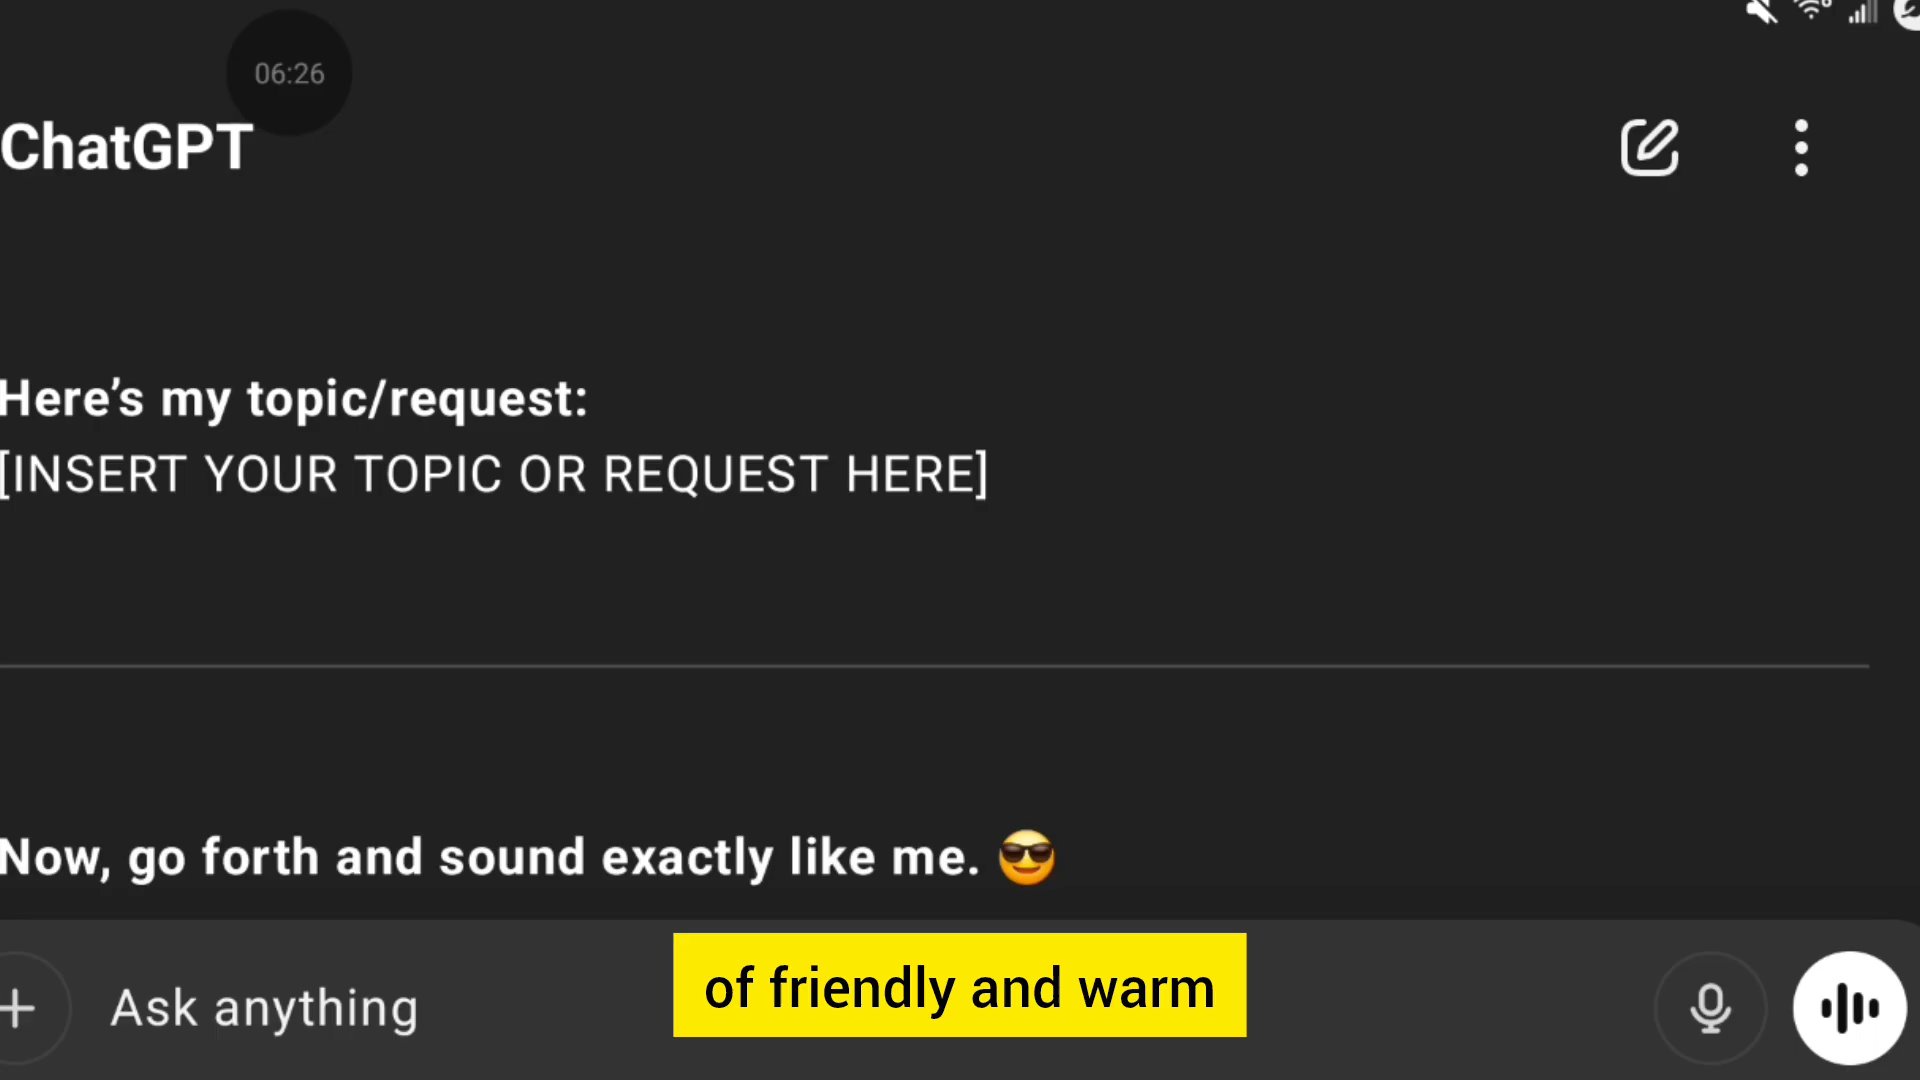 06:26
ChatGPT
Here’s my topic/request:
[INSERT YOUR TOPIC OR REQUEST HERE]
Now, go forth and sound exactly like me. 😎
of friendly and warm
Ask anything